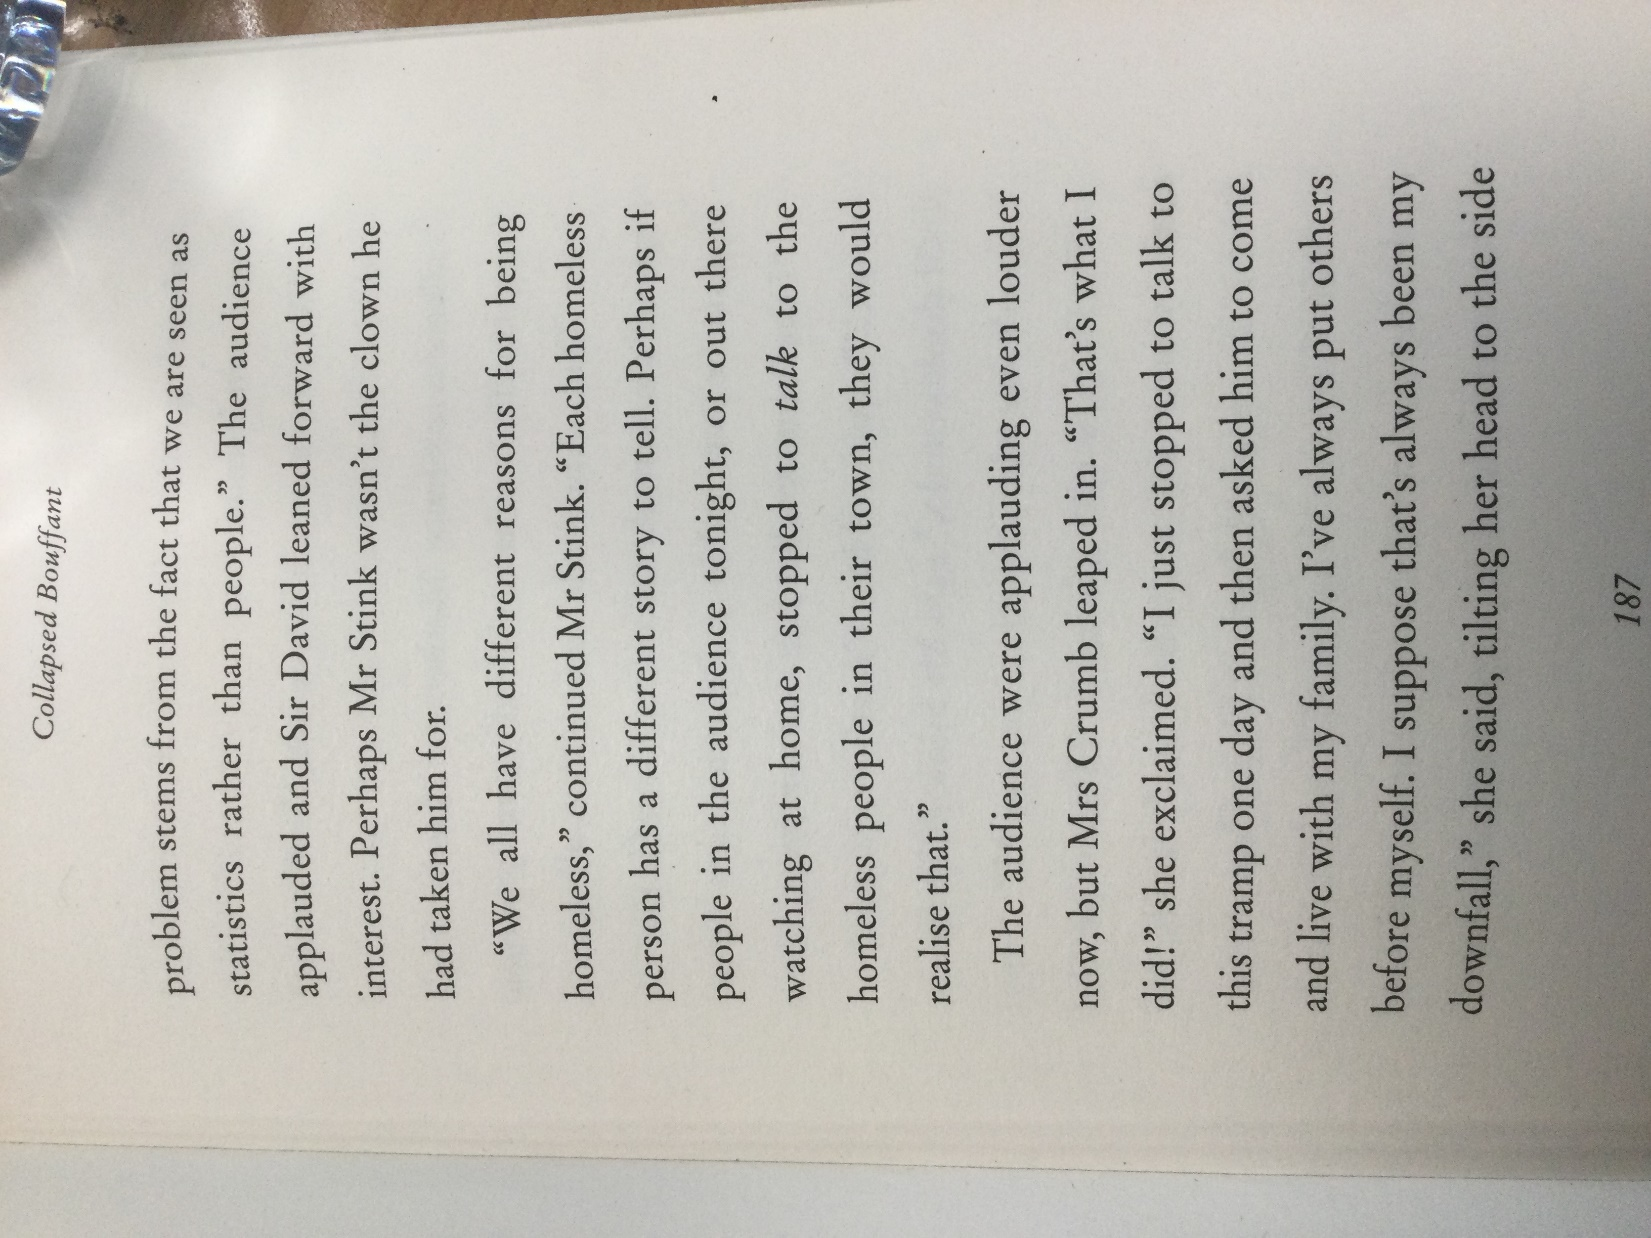 Collapsed Bouffant
problem stems from the fact that we are seen as
statistics rather than people.” The audience
applauded and Sir David leaned forward with
interest. Perhaps Mr Stink wasn’t the clown he
had taken him for.
“We all have different reasons for being
homeless,” continued Mr Stink. “Each homeless
person has a different story to tell. Perhaps if
people in the audience tonight, or out there
watching at home, stopped to talk to the
homeless people in their town, they would
realise that.”
The audience were applauding even louder
now, but Mrs Crumb leaped in. “That’s what I
did!” she exclaimed. “I just stopped to talk to
this tramp one day and then asked him to come
and live with my family. I’ve always put others
before myself. I suppose that’s always been my
downfall,” she said, tilting her head to the side
187